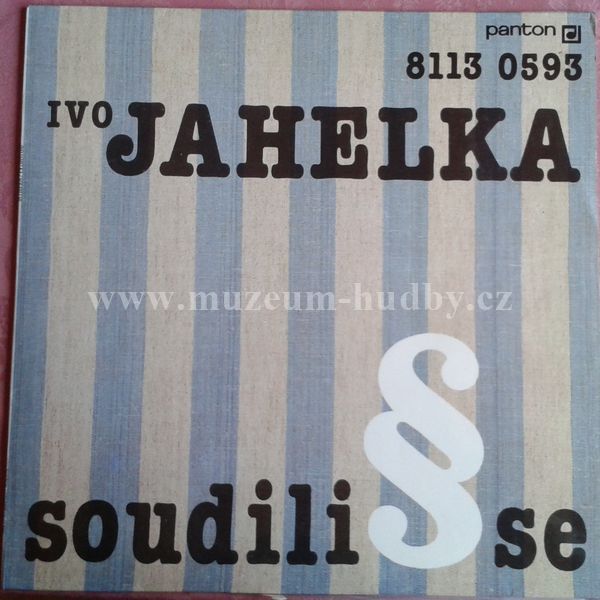 panton
8113 0593
IVO JAHELKA
www.muzeum-hudby.cz
soudili § se